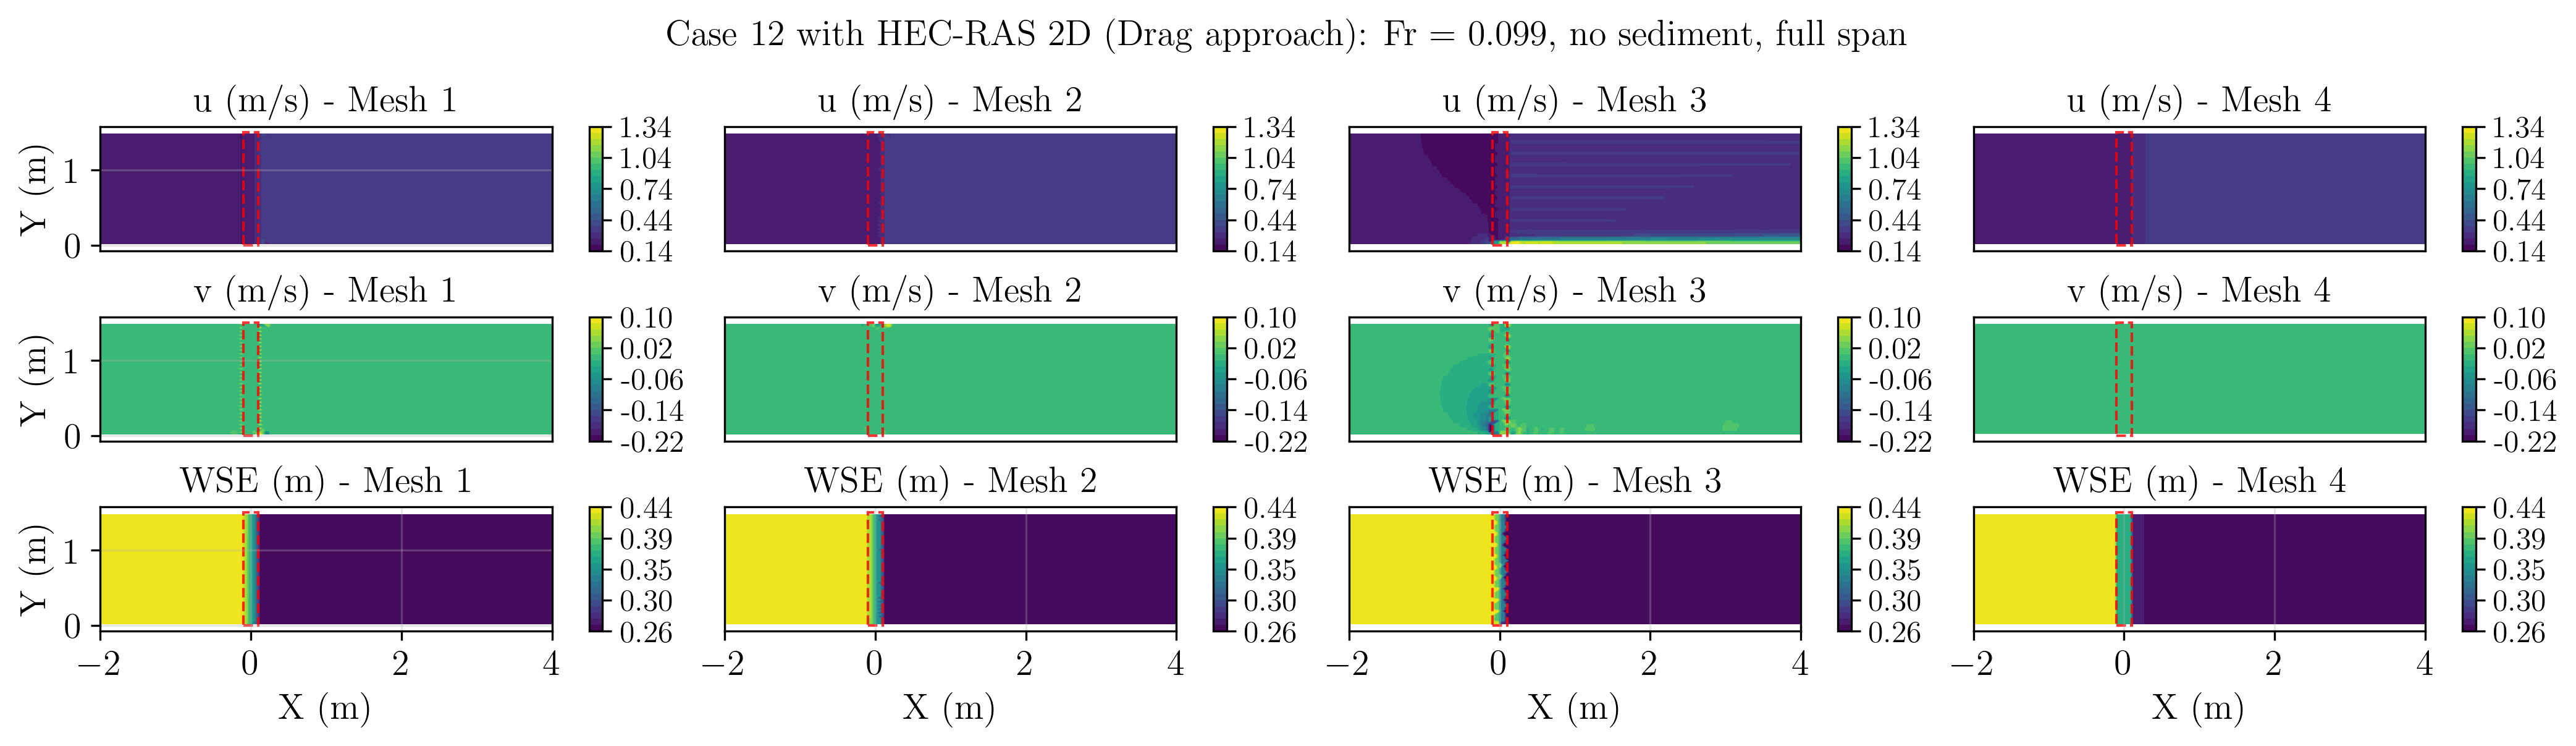 Case 12 with HEC-RAS 2D (Drag approach): Fr = 0.099, no sediment, full span
u (m/s) - Mesh 1
u (m/s) - Mesh 2
u (m/s) - Mesh 3
u (m/s) - Mesh 4
Y (m)
1
0
1.34
1.04
0.74
0.44
0.14
1.34
1.04
0.74
0.44
0.14
1.34
1.04
0.74
0.44
0.14
1.34
1.04
0.74
0.44
0.14
v (m/s) - Mesh 1
v (m/s) - Mesh 2
v (m/s) - Mesh 3
v (m/s) - Mesh 4
Y (m)
1
0
0.10
0.02
-0.06
-0.14
-0.22
0.10
0.02
-0.06
-0.14
-0.22
0.10
0.02
-0.06
-0.14
-0.22
0.10
0.02
-0.06
-0.14
-0.22
WSE (m) - Mesh 1
WSE (m) - Mesh 2
WSE (m) - Mesh 3
WSE (m) - Mesh 4
Y (m)
1
0
0.44
0.39
0.35
0.30
0.26
0.44
0.39
0.35
0.30
0.26
0.44
0.39
0.35
0.30
0.26
0.44
0.39
0.35
0.30
0.26
−2 0 2 4
−2 0 2 4
−2 0 2 4
−2 0 2 4
X (m)
X (m)
X (m)
X (m)